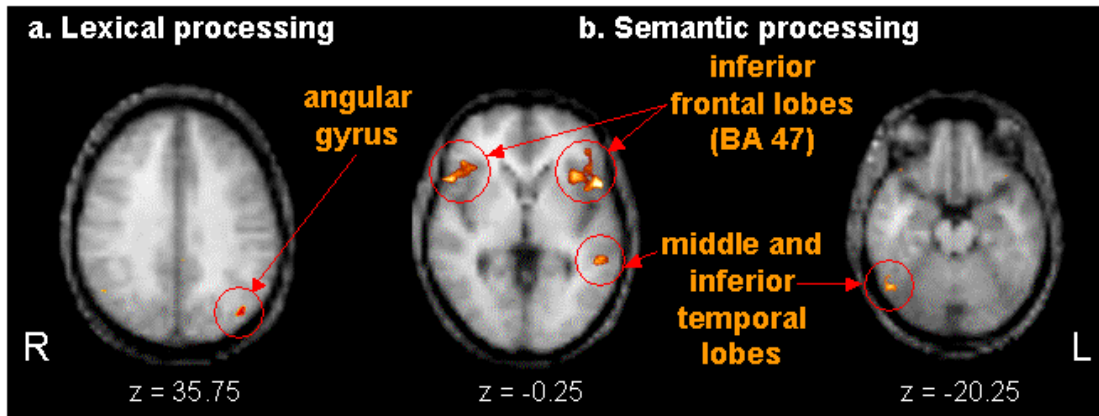 a. Lexical processing
b. Semantic processing
angular
gyrus
inferior
frontal lobes
(BA 47)
middle and
inferior
temporal
lobes
R
L
z = 35.75
z = -0.25
z = -20.25